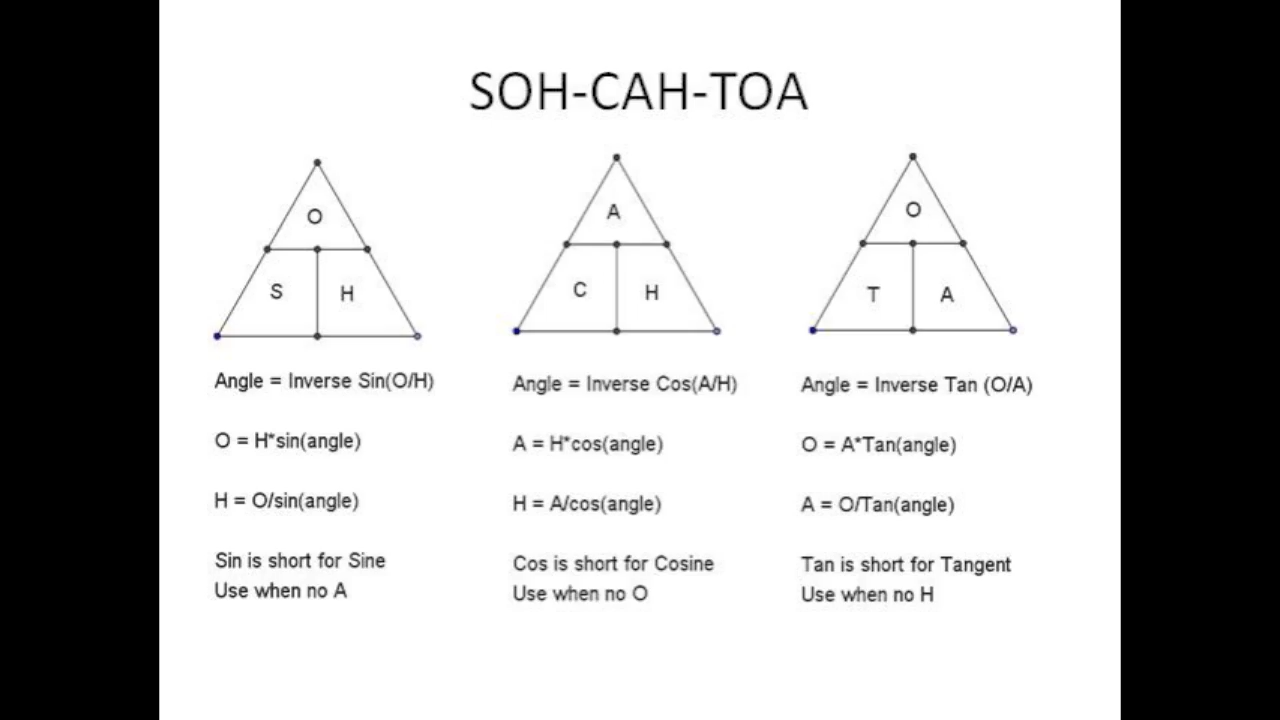 SOH-CAH-TOA
O
S H
Angle = Inverse Sin(O/H)
O = H*sin(angle)
H = O/sin(angle)
Sin is short for Sine
Use when no A
A
C H
Angle = Inverse Cos(A/H)
A = H*cos(angle)
H = A/cos(angle)
Cos is short for Cosine
Use when no O
O
T A
Angle = Inverse Tan (O/A)
O = A*Tan(angle)
A = O/Tan(angle)
Tan is short for Tangent
Use when no H